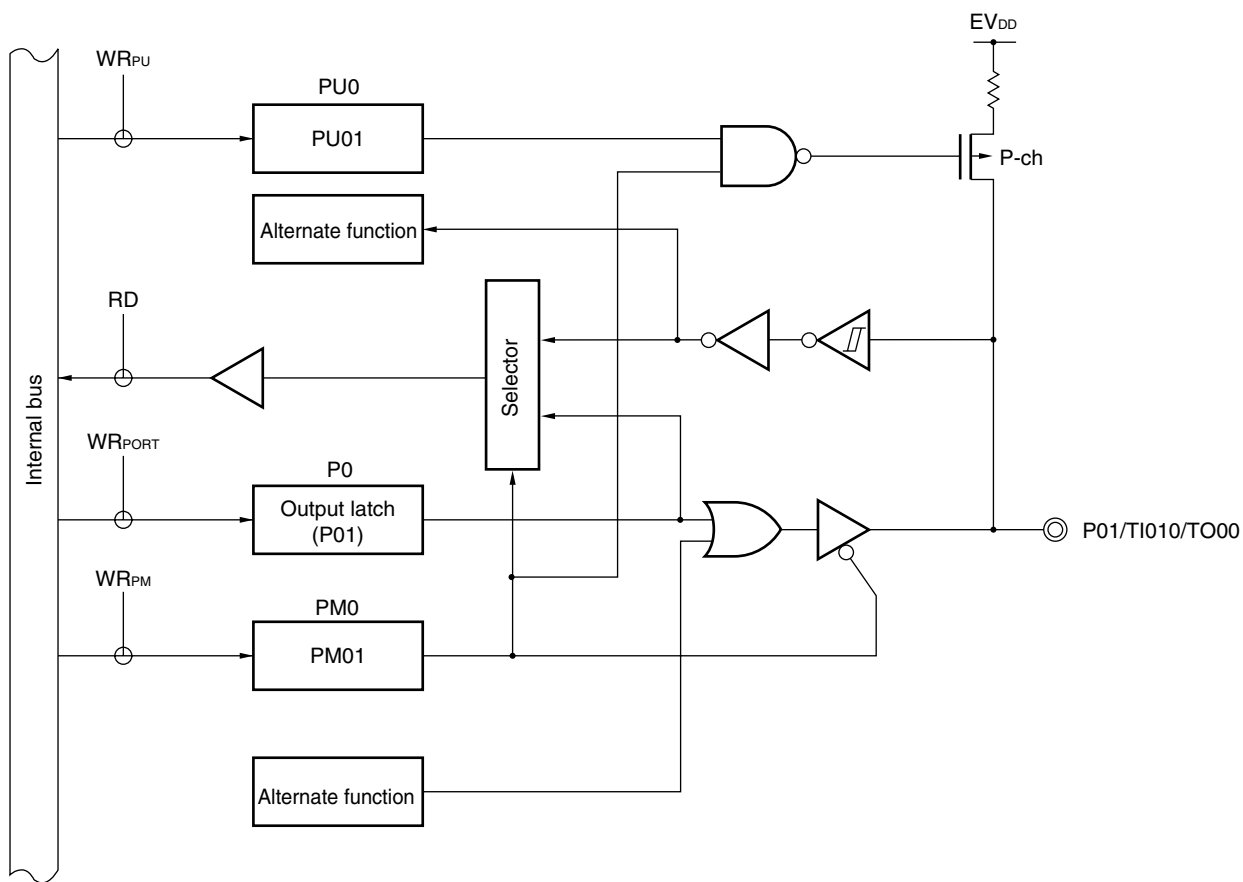 EVDD
WRPU
PU0
PU01
P-ch
Alternate function
RD
Selector
Internal bus
WRPORT
P0
Output latch
(P01)
P01/TI010/TO00
WRPM
PM0
PM01
Alternate function